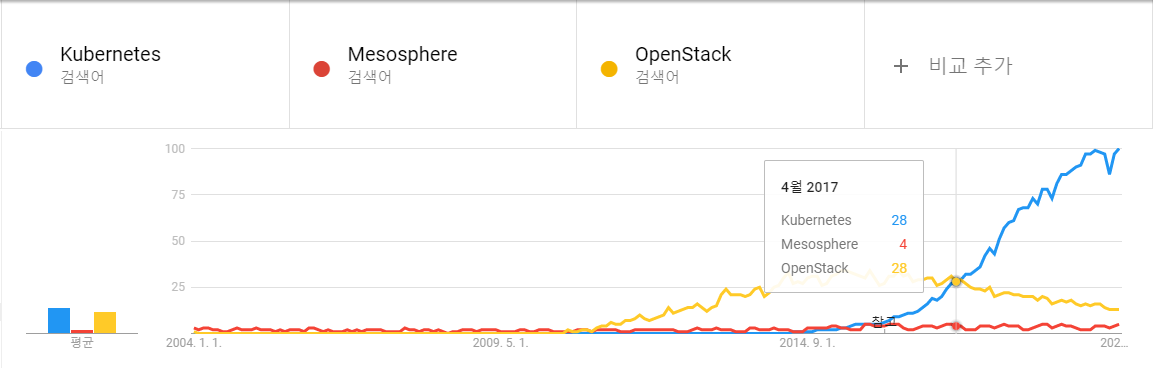 Kubernetes
검색어
Mesosphere
검색어
OpenStack
검색어
+ 비교 추가
100
75
50
25
4월 2017
Kubernetes 28
Mesosphere 4
OpenStack 28
평균
2004. 1. 1.
2009. 5. 1.
2014. 9. 1.
202...